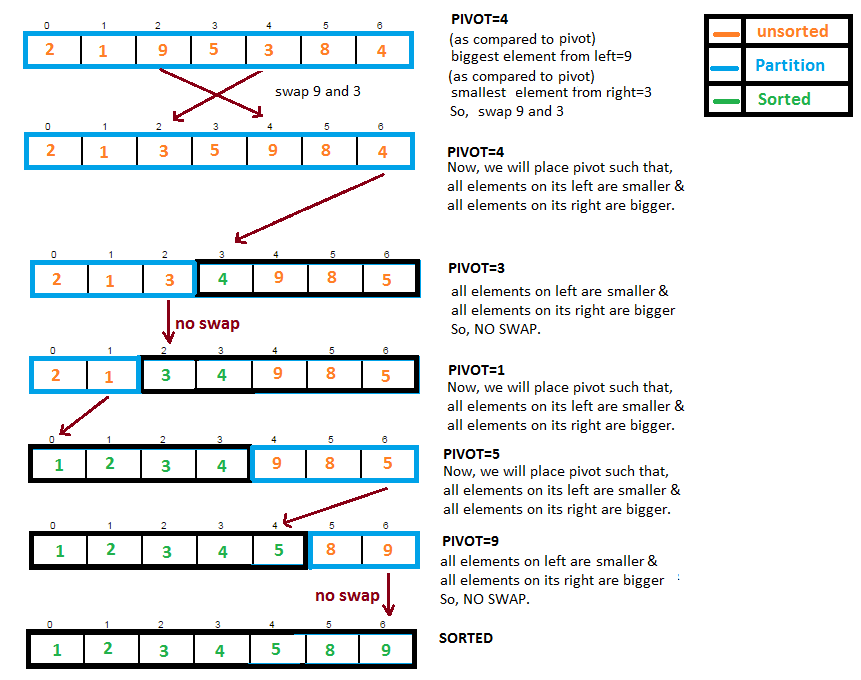 0 1 2 3 4 5 6
2 1 9 5 3 8 4
PIVOT=4
(as compared to pivot)
biggest element from left=9
(as compared to pivot)
smallest element from right=3
So, swap 9 and 3
unsorted
Partition
Sorted
swap 9 and 3
0 1 2 3 4 5 6
2 1 3 5 9 8 4
PIVOT=4
Now, we will place pivot such that,
all elements on its left are smaller &
all elements on its right are bigger.
0 1 2 3 4 5 6
2 1 3 4 9 8 5
PIVOT=3
all elements on left are smaller &
all elements on its right are bigger
So, NO SWAP.
no swap
0 1 2 3 4 5 6
2 1 3 4 9 8 5
PIVOT=1
Now, we will place pivot such that,
all elements on its left are smaller &
all elements on its right are bigger.
0 1 2 3 4 5 6
1 2 3 4 9 8 5
PIVOT=5
Now, we will place pivot such that,
all elements on its left are smaller &
all elements on its right are bigger.
0 1 2 3 4 5 6
1 2 3 4 5 8 9
PIVOT=9
all elements on left are smaller &
all elements on its right are bigger
So, NO SWAP.
no swap
0 1 2 3 4 5 6
1 2 3 4 5 8 9
SORTED